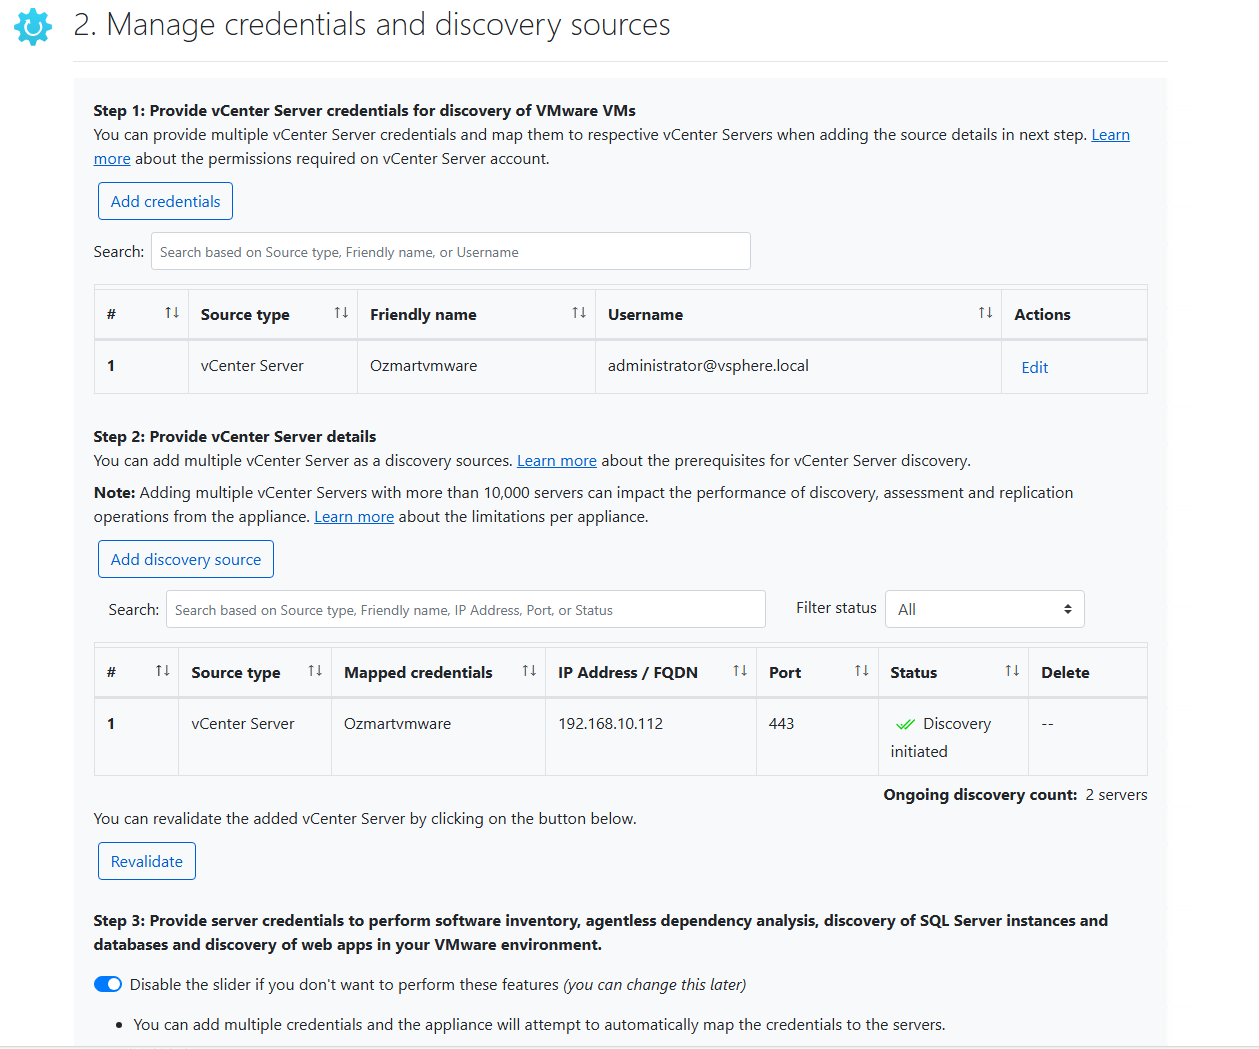 2. Manage credentials and discovery sources
Step 1: Provide vCenter Server credentials for discovery of VMware VMs
You can provide multiple vCenter Server credentials and map them to respective vCenter Servers when adding the source details in next step. Learn
more about the permissions required on vCenter Server account.
Add credentials
Search: Search based on Source type, Friendly name, or Username
# ↑↓ Source type ↑↓ Friendly name ↑↓ Username ↑↓ Actions
1 vCenter Server Ozmartvmware administrator@vsphere.local Edit
Step 2: Provide vCenter Server details
You can add multiple vCenter Server as a discovery sources. Learn more about the prerequisites for vCenter Server discovery.
Note: Adding multiple vCenter Servers with more than 10,000 servers can impact the performance of discovery, assessment and replication
operations from the appliance. Learn more about the limitations per appliance.
Add discovery source
Search: Search based on Source type, Friendly name, IP Address, Port, or Status Filter status All
# ↑↓ Source type ↑↓ Mapped credentials ↑↓ IP Address / FQDN ↑↓ Port ↑↓ Status ↑↓ Delete
1 vCenter Server Ozmartvmware 192.168.10.112 443 Discovery --
initiated
Ongoing discovery count: 2 servers
You can revalidate the added vCenter Server by clicking on the button below.
Revalidate
Step 3: Provide server credentials to perform software inventory, agentless dependency analysis, discovery of SQL Server instances and
databases and discovery of web apps in your VMware environment.
Disable the slider if you don't want to perform these features (you can change this later)
• You can add multiple credentials and the appliance will attempt to automatically map the credentials to the servers.